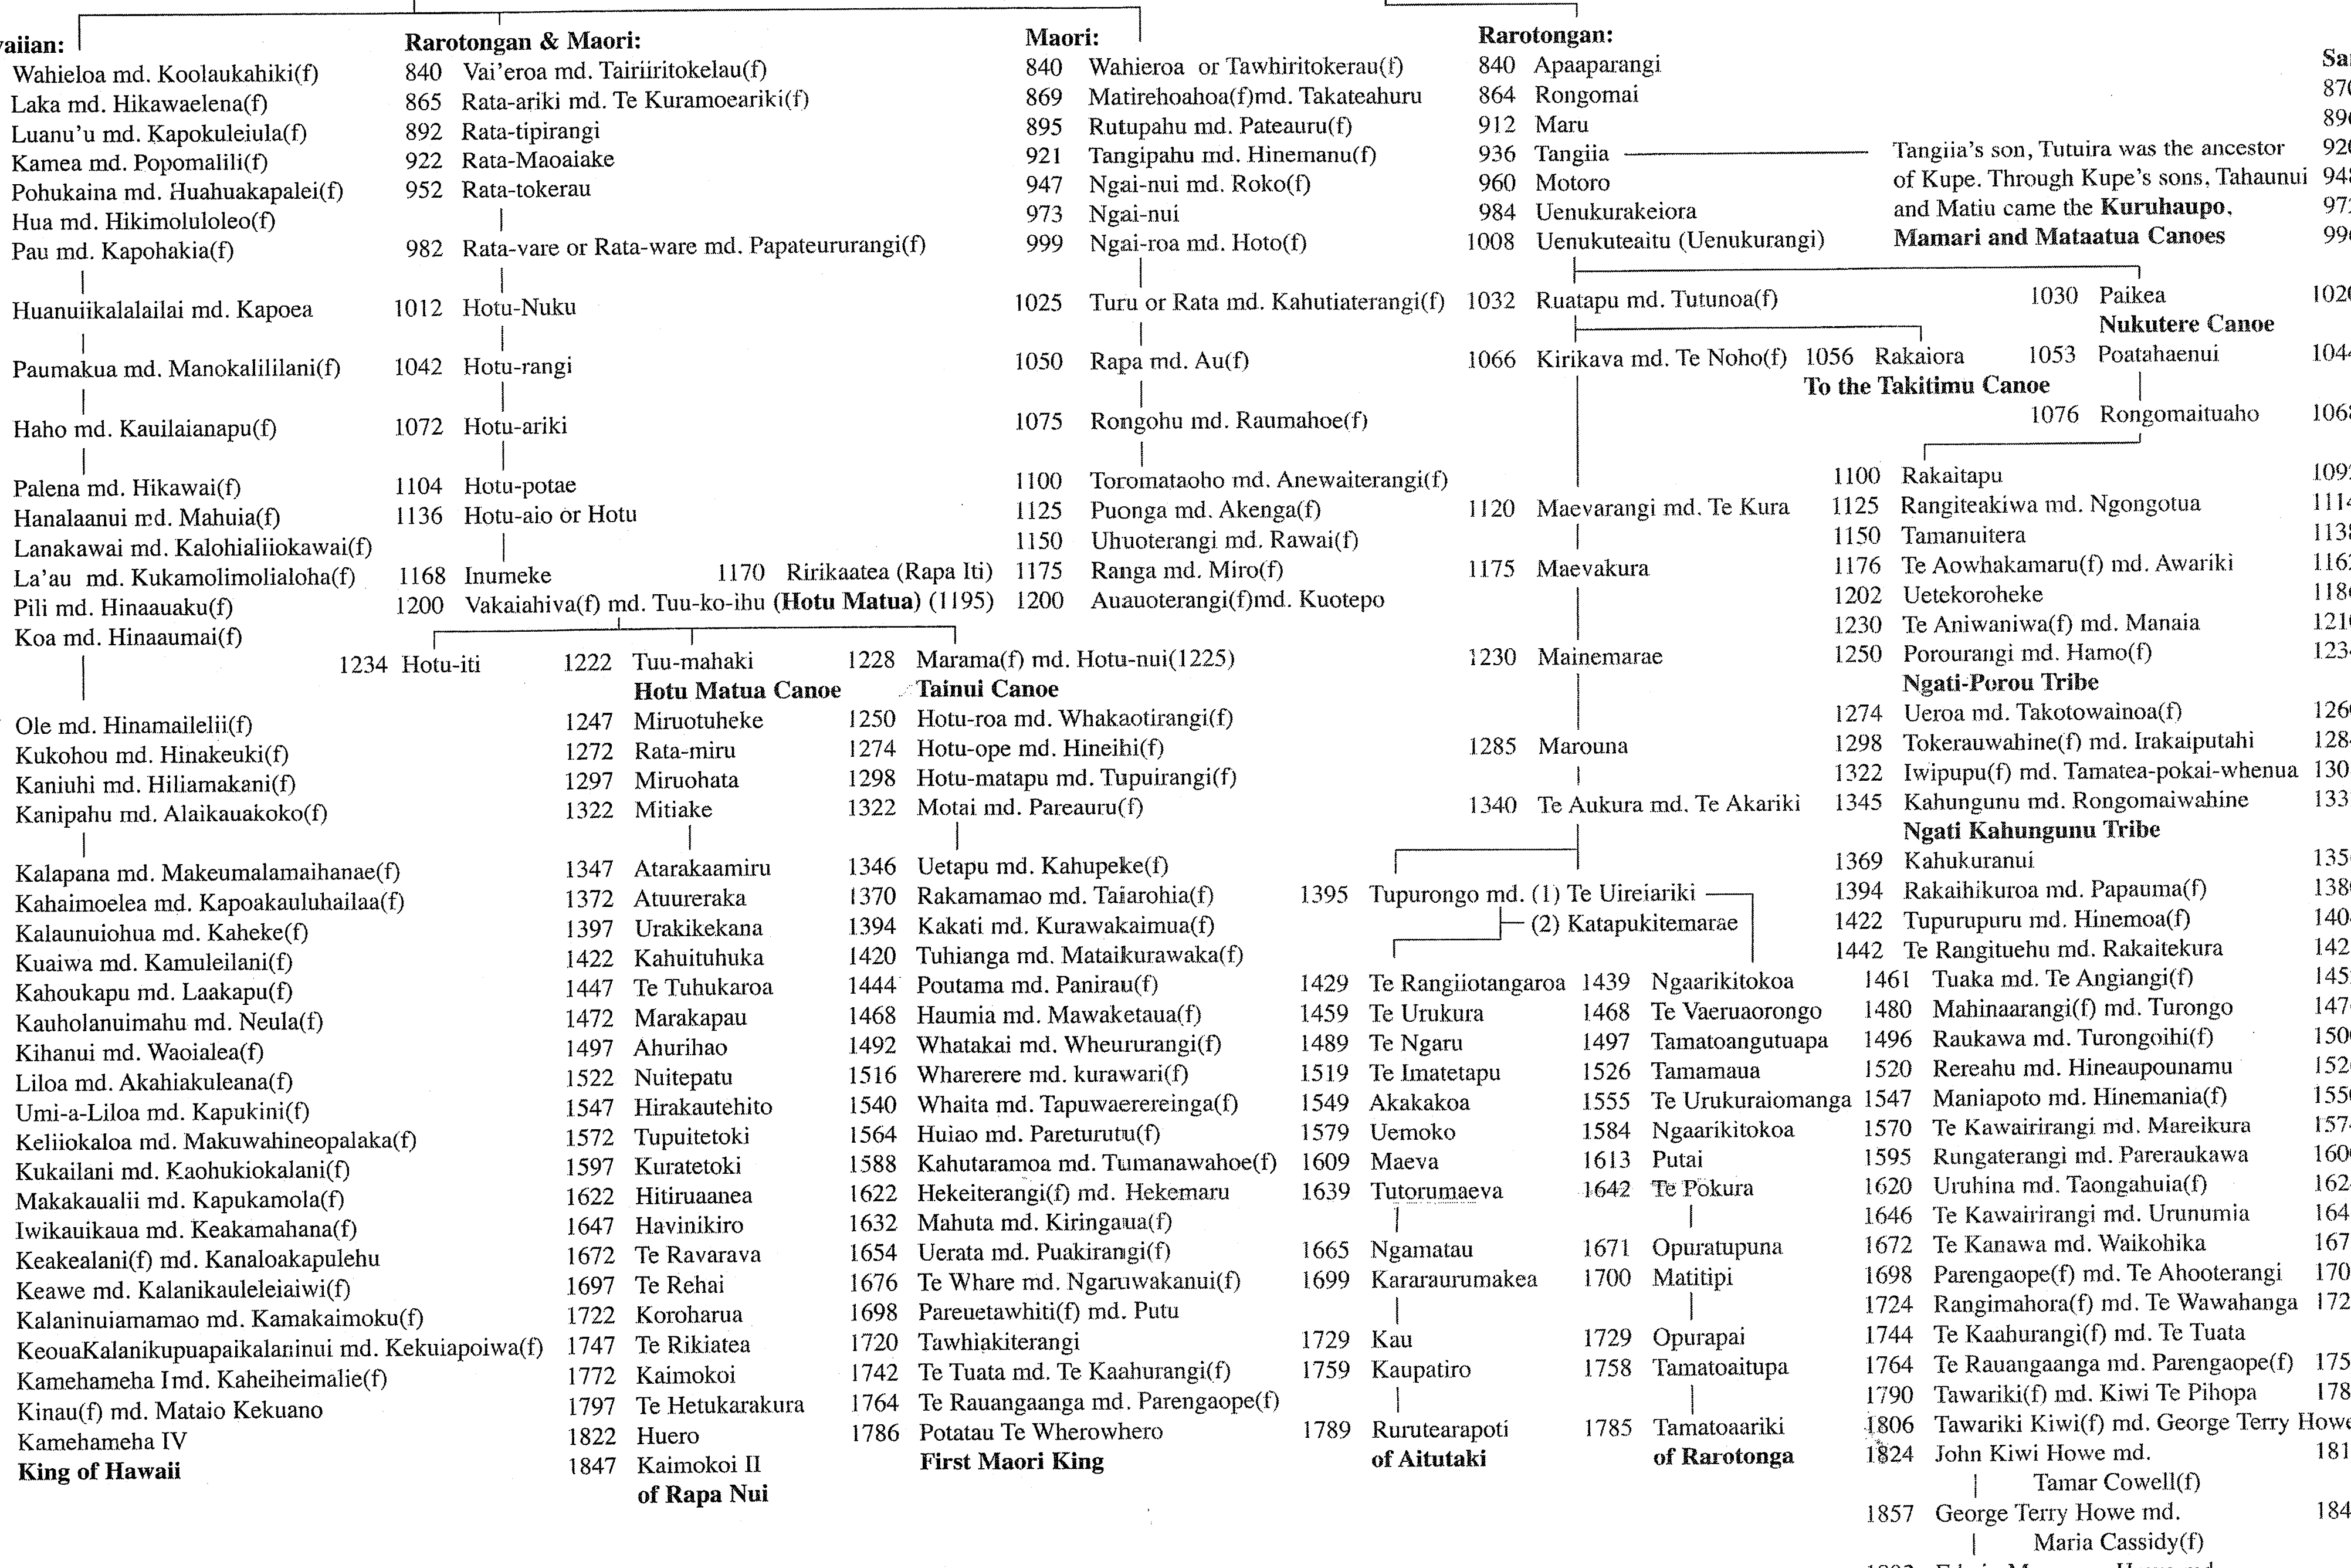 vaiian:
Wahieloa md. Koolaukahiki(f)
Laka md. Hikawaelena(f)
Luanu'u md. Kapokuleiula(f)
Kamea md. Popomalili(f)
Pohukaina md. Huahuakapalei(f)
Hua md. Hikimoluloleo(f)
Pau md. Kapohakia(f)
Huanuiikalalailai md. Kapoea
Paumakua md. Manokalililani(f)
Haho md. Kauilaianapu(f)
Palena md. Hikawai(f)
Hanalaanui md. Mahuia(f)
Lanakawai md. Kalohialiiokawai(f)
La'au md. Kukamolimolialoha(f)
Pili md. Hinaauaku(f)
Koa md. Hinaaumai(f)
Ole md. Hinamailelii(f)
Kukohou md. Hinakeuki(f)
Kaniuhi md. Hiliamakani(f)
Kanipahu md. Alaikauakoko(f)
Kalapana md. Makeumalamaihanae(f)
Kahaimoelea md. Kapoakauluhailaa(f)
Kalaunuiohua md. Kaheke(f)
Kuaiwa md. Kamuleilani(f)
Kahoukapu md. Laakapu(f)
Kauholanuimahu md. Neula(f)
Kihanui md. Waoialea(f)
Liloa md. Akahiakuleana(f)
Umi-a-Liloa md. Kapukini(f)
Keliiokaloa md. Makuwahineopalaka(f)
Kukailani md. Kaohukiokalani(f)
Makakaualii md. Kapukamola(f)
Iwikauikaua md. Keakamahana(f)
Keakealani(f) md. Kanaloakapulehu
Keawe md. Kalanikauleleiaiwi(f)
Kalaninuiamamao md. Kamakaimoku(f)
KeouaKalanikupuapaikalaninui md. Kekuiapoiwa(f)
Kamehameha I md. Kaheiheimalie(f)
Kinau(f) md. Mataio Kekuano
Kamehameha IV
King of Hawaii
Rarotongan & Maori:
840 Vai'eroa md. Tairiiritokelau(f)
865 Rata-ariki md. Te Kuramoeariki(f)
892 Rata-tipirangi
922 Rata-Maoaiake
952 Rata-tokerau
982 Rata-vare or Rata-ware md. Papateururangi(f)
1012 Hotu-Nuku
1042 Hotu-rangi
1072 Hotu-ariki
1104 Hotu-potae
1136 Hotu-aio or Hotu
1168 Inumeke 1170 Ririkaatea (Rapa Iti)
1200 Vakaiahiva(f) md. Tuu-ko-ihu (Hotu Matua) (1195)
1234 Hotu-iti
1222 Tuu-mahaki
Hotu Matua Canoe
1247 Miruotuheke
1272 Rata-miru
1297 Miruohata
1322 Mitiake
1347 Atarakaamiru
1372 Atuureraka
1397 Urakikekana
1422 Kahuituhuka
1447 Te Tuhukaroa
1472 Marakapau
1497 Ahurihao
1522 Nuitepatu
1547 Hirakautehito
1572 Tupuitetoki
1597 Kuratetoki
1622 Hitiruaanea
1647 Havinikiro
1672 Te Ravarava
1697 Te Rehai
1722 Koroharua
1747 Te Rikiatea
1772 Kaimokoi
1797 Te Hetukarakura
1822 Huero
1847 Kaimokoi II
of Rapa Nui
1228 Marama(f) md. Hotu-nui(1225)
Tainui Canoe
1250 Hotu-roa md. Whakaotirangi(f)
1274 Hotu-ope md. Hineihi(f)
1298 Hotu-matapu md. Tupuirangi(f)
1322 Motai md. Pareauru(f)
1346 Uetapu md. Kahupeke(f)
1370 Rakamamao md. Taiarohia(f)
1394 Kakati md. Kurawakaimua(f)
1420 Tuhianga md. Mataikurawaka(f)
1444 Poutama md. Panirau(f)
1468 Haumia md. Mawaketaua(f)
1492 Whatakai md. Wheururangi(f)
1516 Wharerere md. kurawari(f)
1540 Whaita md. Tapuwaerereinga(f)
1564 Huiao md. Pareturutu(f)
1588 Kahutaramoa md. Tumanawahoe(f)
1622 Hekeiterangi(f) md. Hekemaru
1632 Mahuta md. Kiringaua(f)
1654 Uerata md. Puakirangi(f)
1676 Te Whare md. Ngaruwakanui(f)
1698 Pareuetawhiti(f) md. Putu
1720 Tawhiakiterangi
1742 Te Tuata md. Te Kaahurangi(f)
1764 Te Rauangaanga md. Parengaope(f)
1786 Potatau Te Wherowhero
First Maori King
Maori:
840 Wahieroa or Tawhiritokerau(f)
869 Matirehoahoa(f)md. Takateahuru
895 Rutupahu md. Pateauru(f)
921 Tangipahu md. Hinemanu(f)
947 Ngai-nui md. Roko(f)
973 Ngai-nui
999 Ngai-roa md. Hoto(f)
1025 Turu or Rata md. Kahutiaterangi(f)
1050 Rapa md. Au(f)
1075 Rongohu md. Raumahoe(f)
1100 Toromataoho md. Anewaiterangi(f)
1125 Puonga md. Akenga(f)
1150 Uhuoterangi md. Rawai(f)
1175 Ranga md. Miro(f)
1200 Auauoterangi(f)md. Kuotepo
Rarotongan:
840 Apaaparangi
864 Rongomai
912 Maru
936 Tangiia
960 Motoro
984 Uenukurakeiora
1008 Uenukuteaitu (Uenukurangi)
Tangiia's son, Tutuira was the ancestor
of Kupe. Through Kupe's sons, Tahaunui
and Matiu came the Kuruhaupo,
Mamari and Mataatua Canoes
1032 Ruatapu md. Tutunoa(f)
1066 Kirikava md. Te Noho(f)
1056 Rakaiora
To the Takitimu Canoe
1120 Maevarangi md. Te Kura
1175 Maevakura
1230 Mainemarae
1285 Marouna
1340 Te Aukura md. Te Akariki
1395 Tupurongo md. (1) Te Uireiariki
(2) Katapukitemarae
1429 Te Rangiiotangaroa
1459 Te Urukura
1489 Te Ngaru
1519 Te Imatetapu
1549 Akakakoa
1579 Uemoko
1609 Maeva
1639 Tutorumaeva
1665 Ngamatau
1699 Kararaurumakea
1729 Kau
1759 Kaupatiro
1789 Rurutearapoti
of Aitutaki
1439 Ngaarikitokoa
1468 Te Vaeruaorongo
1497 Tamatoangutuapa
1526 Tamamaua
1555 Te Urukuraiomanga
1584 Ngaarikitokoa
1613 Putai
1642 Te Pokura
1671 Opuratupuna
1700 Matitipi
1729 Opurapai
1758 Tamatoaitupa
1785 Tamatoaariki
of Rarotonga
1030 Paikea
Nukutere Canoe
1053 Poatahaenui
1076 Rongomaituaho
1100 Rakaitapu
1125 Rangiteakiwa md. Ngongotua
1150 Tamanuitera
1176 Te Aowhakamaru(f) md. Awariki
1202 Uetekoroheke
1230 Te Aniwaniwa(f) md. Manaia
1250 Porourangi md. Hamo(f)
Ngati-Porou Tribe
1274 Ueroa md. Takotowainoa(f)
1298 Tokerauwahine(f) md. Irakaiputahi
1322 Iwipupu(f) md. Tamatea-pokai-whenua
1345 Kahungunu md. Rongomaiwahine
Ngati Kahungunu Tribe
1369 Kahukuranui
1394 Rakaihikuroa md. Papauma(f)
1422 Tupurupuru md. Hinemoa(f)
1442 Te Rangituehu md. Rakaitekura
1461 Tuaka md. Te Angiangi(f)
1480 Mahinaarangi(f) md. Turongo
1496 Raukawa md. Turongoihi(f)
1520 Rereahu md. Hineaupounamu
1547 Maniapoto md. Hinemania(f)
1570 Te Kawairirangi md. Mareikura
1595 Rungaterangi md. Pareraukawa
1620 Uruhina md. Taongahuia(f)
1646 Te Kawairirangi md. Urunumia
1672 Te Kanawa md. Waikohika
1698 Parengaope(f) md. Te Ahooterangi
1724 Rangimahora(f) md. Te Wawahanga
1744 Te Kaahurangi(f) md. Te Tuata
1764 Te Rauangaanga md. Parengaope(f)
1790 Tawariki(f) md. Kiwi Te Pihopa
1806 Tawariki Kiwi(f) md. George Terry Howe
1824 John Kiwi Howe md.
Tamar Cowell(f)
1857 George Terry Howe md.
Maria Cassidy(f)